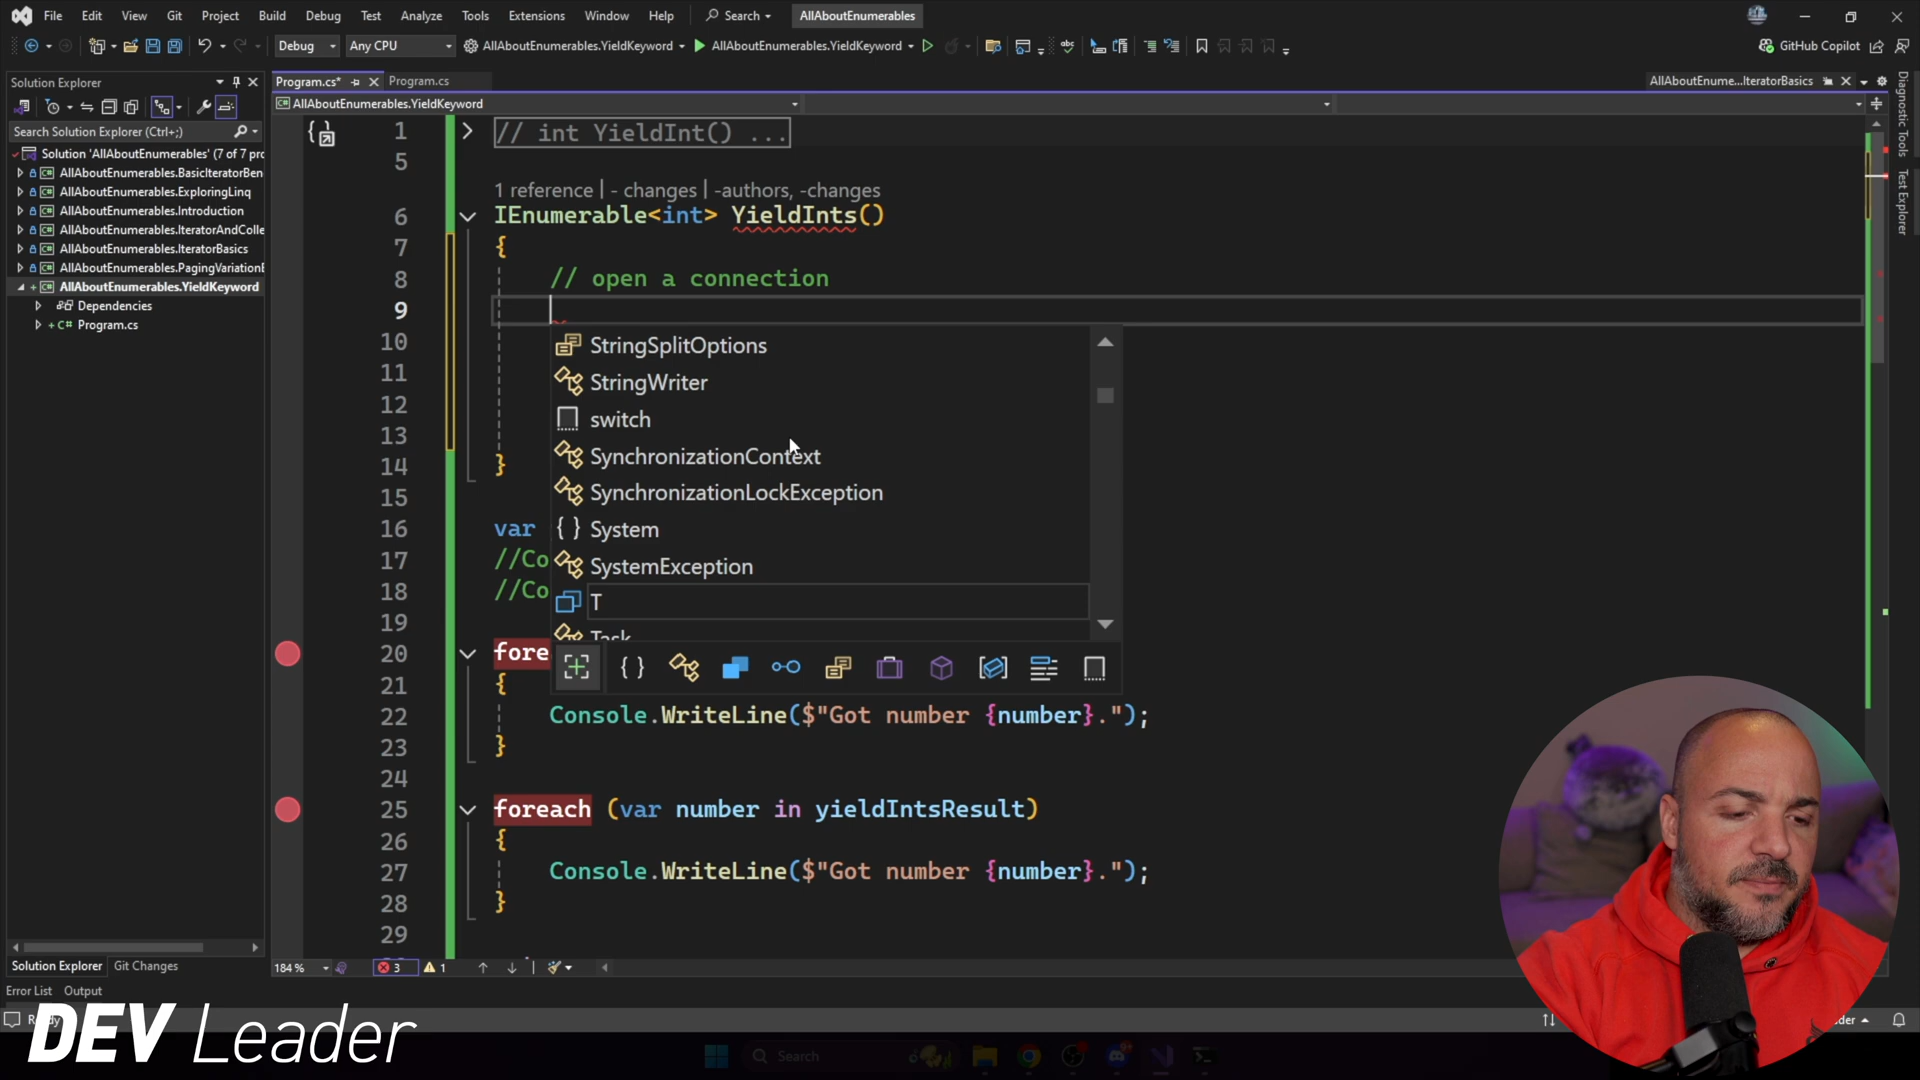 File Edit View Git Project Build Debug Test Analyze Tools Extensions Window Help Search AllAboutEnumerables
Debug Any CPU AllAboutEnumerables.YieldKeyword AllAboutEnumerables.YieldKeyword GitHub Copilot
Solution Explorer
Program.cs* Program.cs AllAboutEnume...IteratorBasics
AllAboutEnumerables.YieldKeyword
Search Solution Explorer (Ctrl+;)
Solution 'AllAboutEnumerables' (7 of 7 pro
AllAboutEnumerables.BasicIteratorBen
AllAboutEnumerables.ExploringLinq
AllAboutEnumerables.Introduction
AllAboutEnumerables.IteratorAndColle
AllAboutEnumerables.IteratorBasics
AllAboutEnumerables.PagingVariationE
AllAboutEnumerables.YieldKeyword
Dependencies
Program.cs
1 // int YieldInt() ...
5
1 reference | - changes | -authors, -changes
6 IEnumerable<int> YieldInts()
7 {
8 // open a connection
9
10
11
12
13
14 }
15
16 var
17 //Co
18 //Co
19
20 fore
21 {
22 Console.WriteLine($"Got number {number}.");
23 }
24
25 foreach (var number in yieldIntsResult)
26 {
27 Console.WriteLine($"Got number {number}.");
28 }
29
StringSplitOptions
StringWriter
switch
SynchronizationContext
SynchronizationLockException
System
SystemException
T
Task
Diagnostic Tools
Test Explorer
Solution Explorer Git Changes
184 % 3 1
Error List Output
DEV Leader
Search